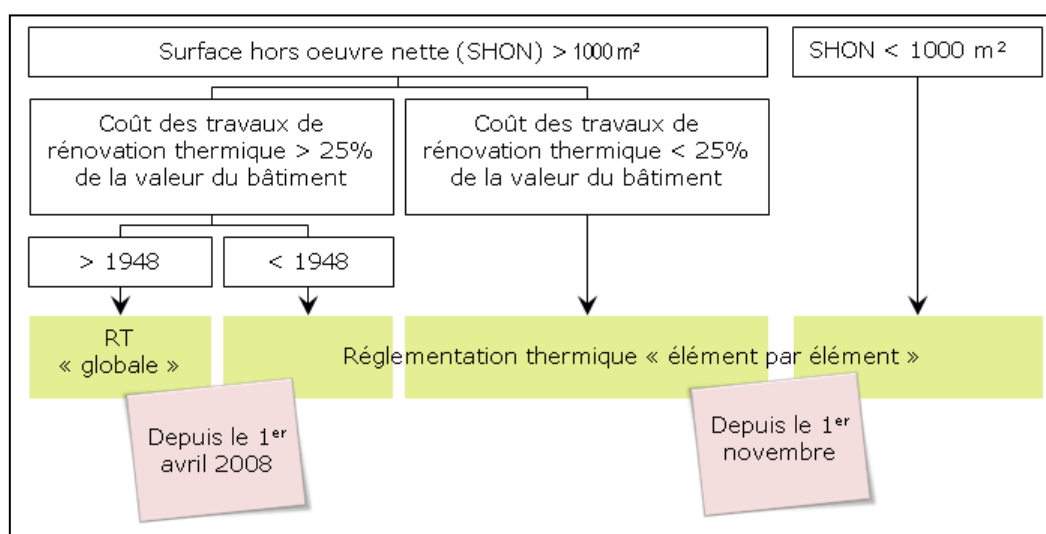 Surface hors oeuvre nette (SHON) > 1000 m²
SHON < 1000 m²
Coût des travaux de
rénovation thermique > 25%
de la valeur du bâtiment
Coût des travaux de
rénovation thermique < 25%
de la valeur du bâtiment
> 1948
< 1948
RT
« globale »
Réglementation thermique « élément par élément »
Depuis le 1er
avril 2008
Depuis le 1er
novembre